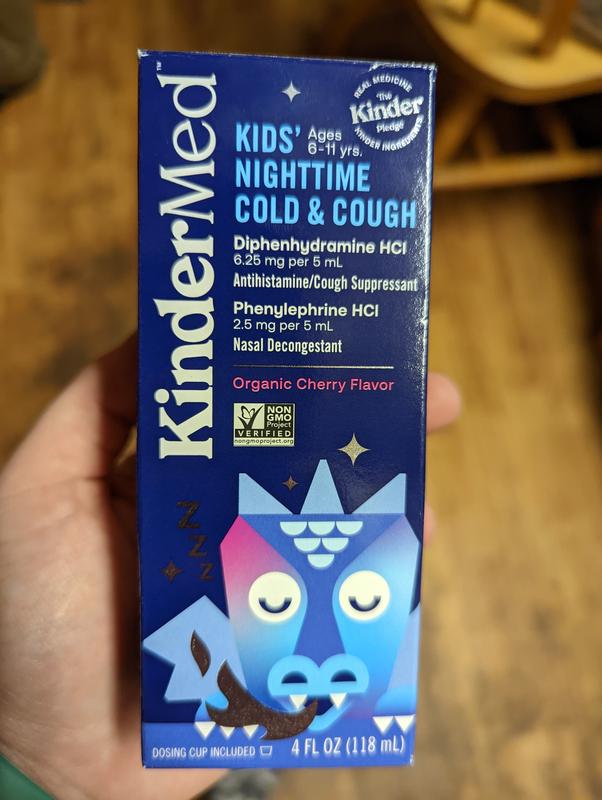 KinderMed™
REAL MEDICINE
The
Kinder
Pledge
KINDER INGREDIENTS
KIDS' Ages
6-11 yrs.
NIGHTTIME
COLD & COUGH
Diphenhydramine HCl
6.25 mg per 5 mL
Antihistamine/Cough Suppressant
Phenylephrine HCl
2.5 mg per 5 mL
Nasal Decongestant
Organic Cherry Flavor
NON
GMO
Project
VERIFIED
nongmoproject.org
Z
Z
Z
DOSING CUP INCLUDED 4 FL OZ (118 mL)